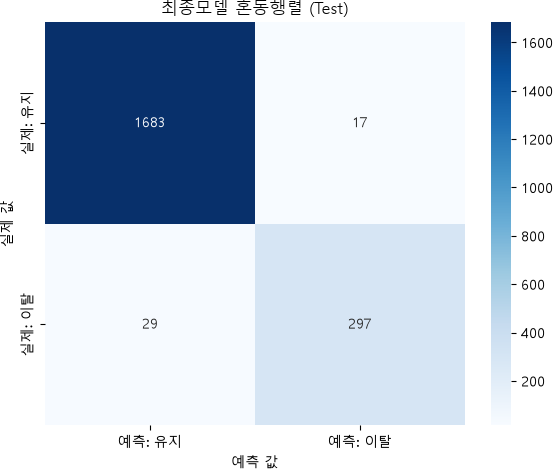 최종모델 혼동행렬 (Test)
실제 값
실제: 유지
실제: 이탈
1683
17
29
297
예측: 유지
예측: 이탈
예측 값
1600
1400
1200
1000
800
600
400
200